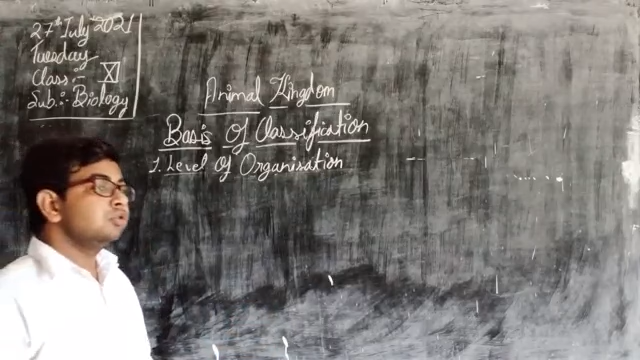 27th July 2021
Tuesday
Class:- XI
Sub.:- Biology
Animal Kingdom
Basis Of Classification
1. Level Of Organisation